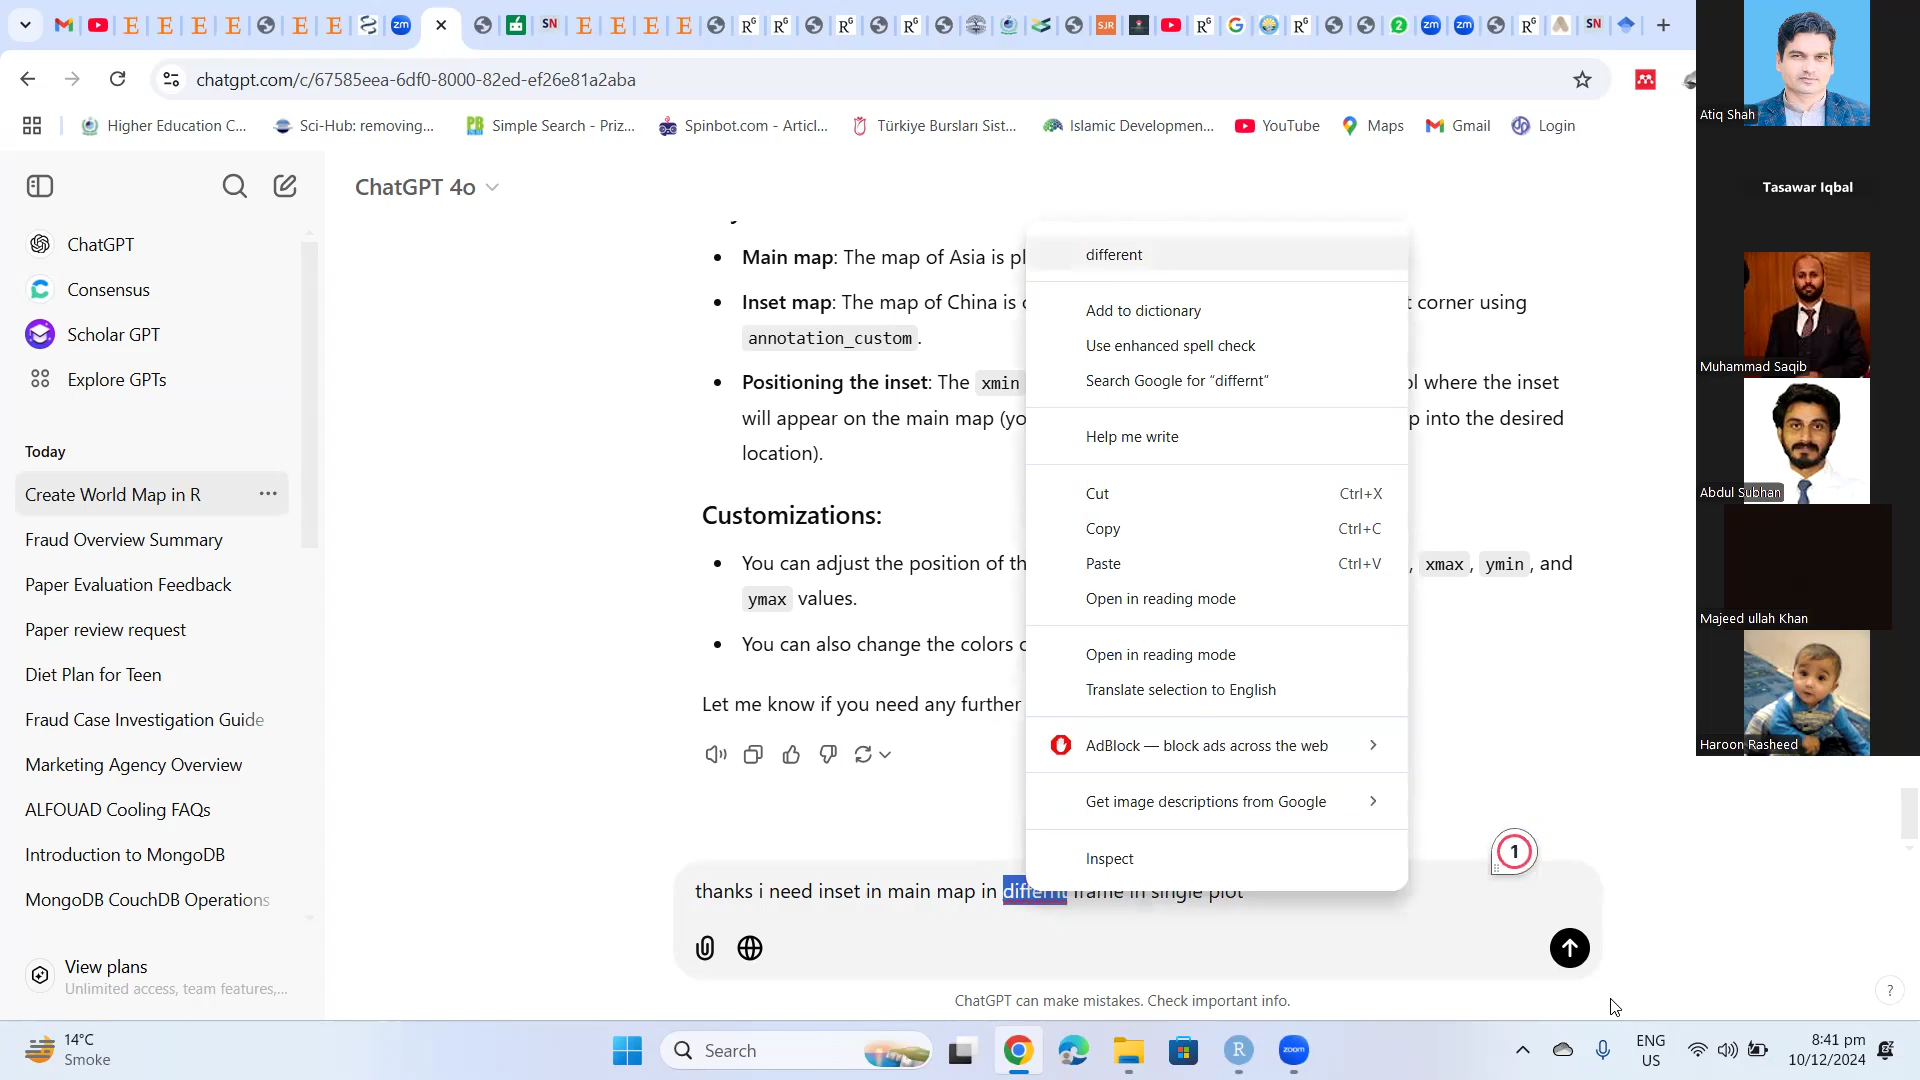 chatgpt.com/c/67585eea-6df0-8000-82ed-ef26e81a2aba
Higher Education C...
Sci-Hub: removing...
Simple Search - Priz...
Spinbot.com - Articl...
Türkiye Bursları Sist...
Islamic Developmen...
YouTube
Maps
Gmail
Login
ChatGPT 4o
ChatGPT
Consensus
Scholar GPT
Explore GPTs
Today
Create World Map in R
Fraud Overview Summary
Paper Evaluation Feedback
Paper review request
Diet Plan for Teen
Fraud Case Investigation Guide
Marketing Agency Overview
ALFOUAD Cooling FAQs
Introduction to MongoDB
MongoDB CouchDB Operations
View plans
Unlimited access, team features,...
Main map: The map of Asia is pl
Inset map: The map of China is c
t corner using
annotation_custom.
Positioning the inset: The xmin
ol where the inset
will appear on the main map (yo
p into the desired
location).
Customizations:
You can adjust the position of th
, xmax, ymin, and
ymax values.
You can also change the colors c
Let me know if you need any further
different
Add to dictionary
Use enhanced spell check
Search Google for “differnt”
Help me write
Cut Ctrl+X
Copy Ctrl+C
Paste Ctrl+V
Open in reading mode
Open in reading mode
Translate selection to English
AdBlock — block ads across the web
Get image descriptions from Google
Inspect
1
thanks i need inset in main map in differnt frame in single plot
ChatGPT can make mistakes. Check important info.
?
Atiq Shah
Tasawar Iqbal
Muhammad Saqib
Abdul Subhan
Majeed ullah Khan
Haroon Rasheed
14°C
Smoke
Search
zoom
ENG
US
8:41 pm
10/12/2024